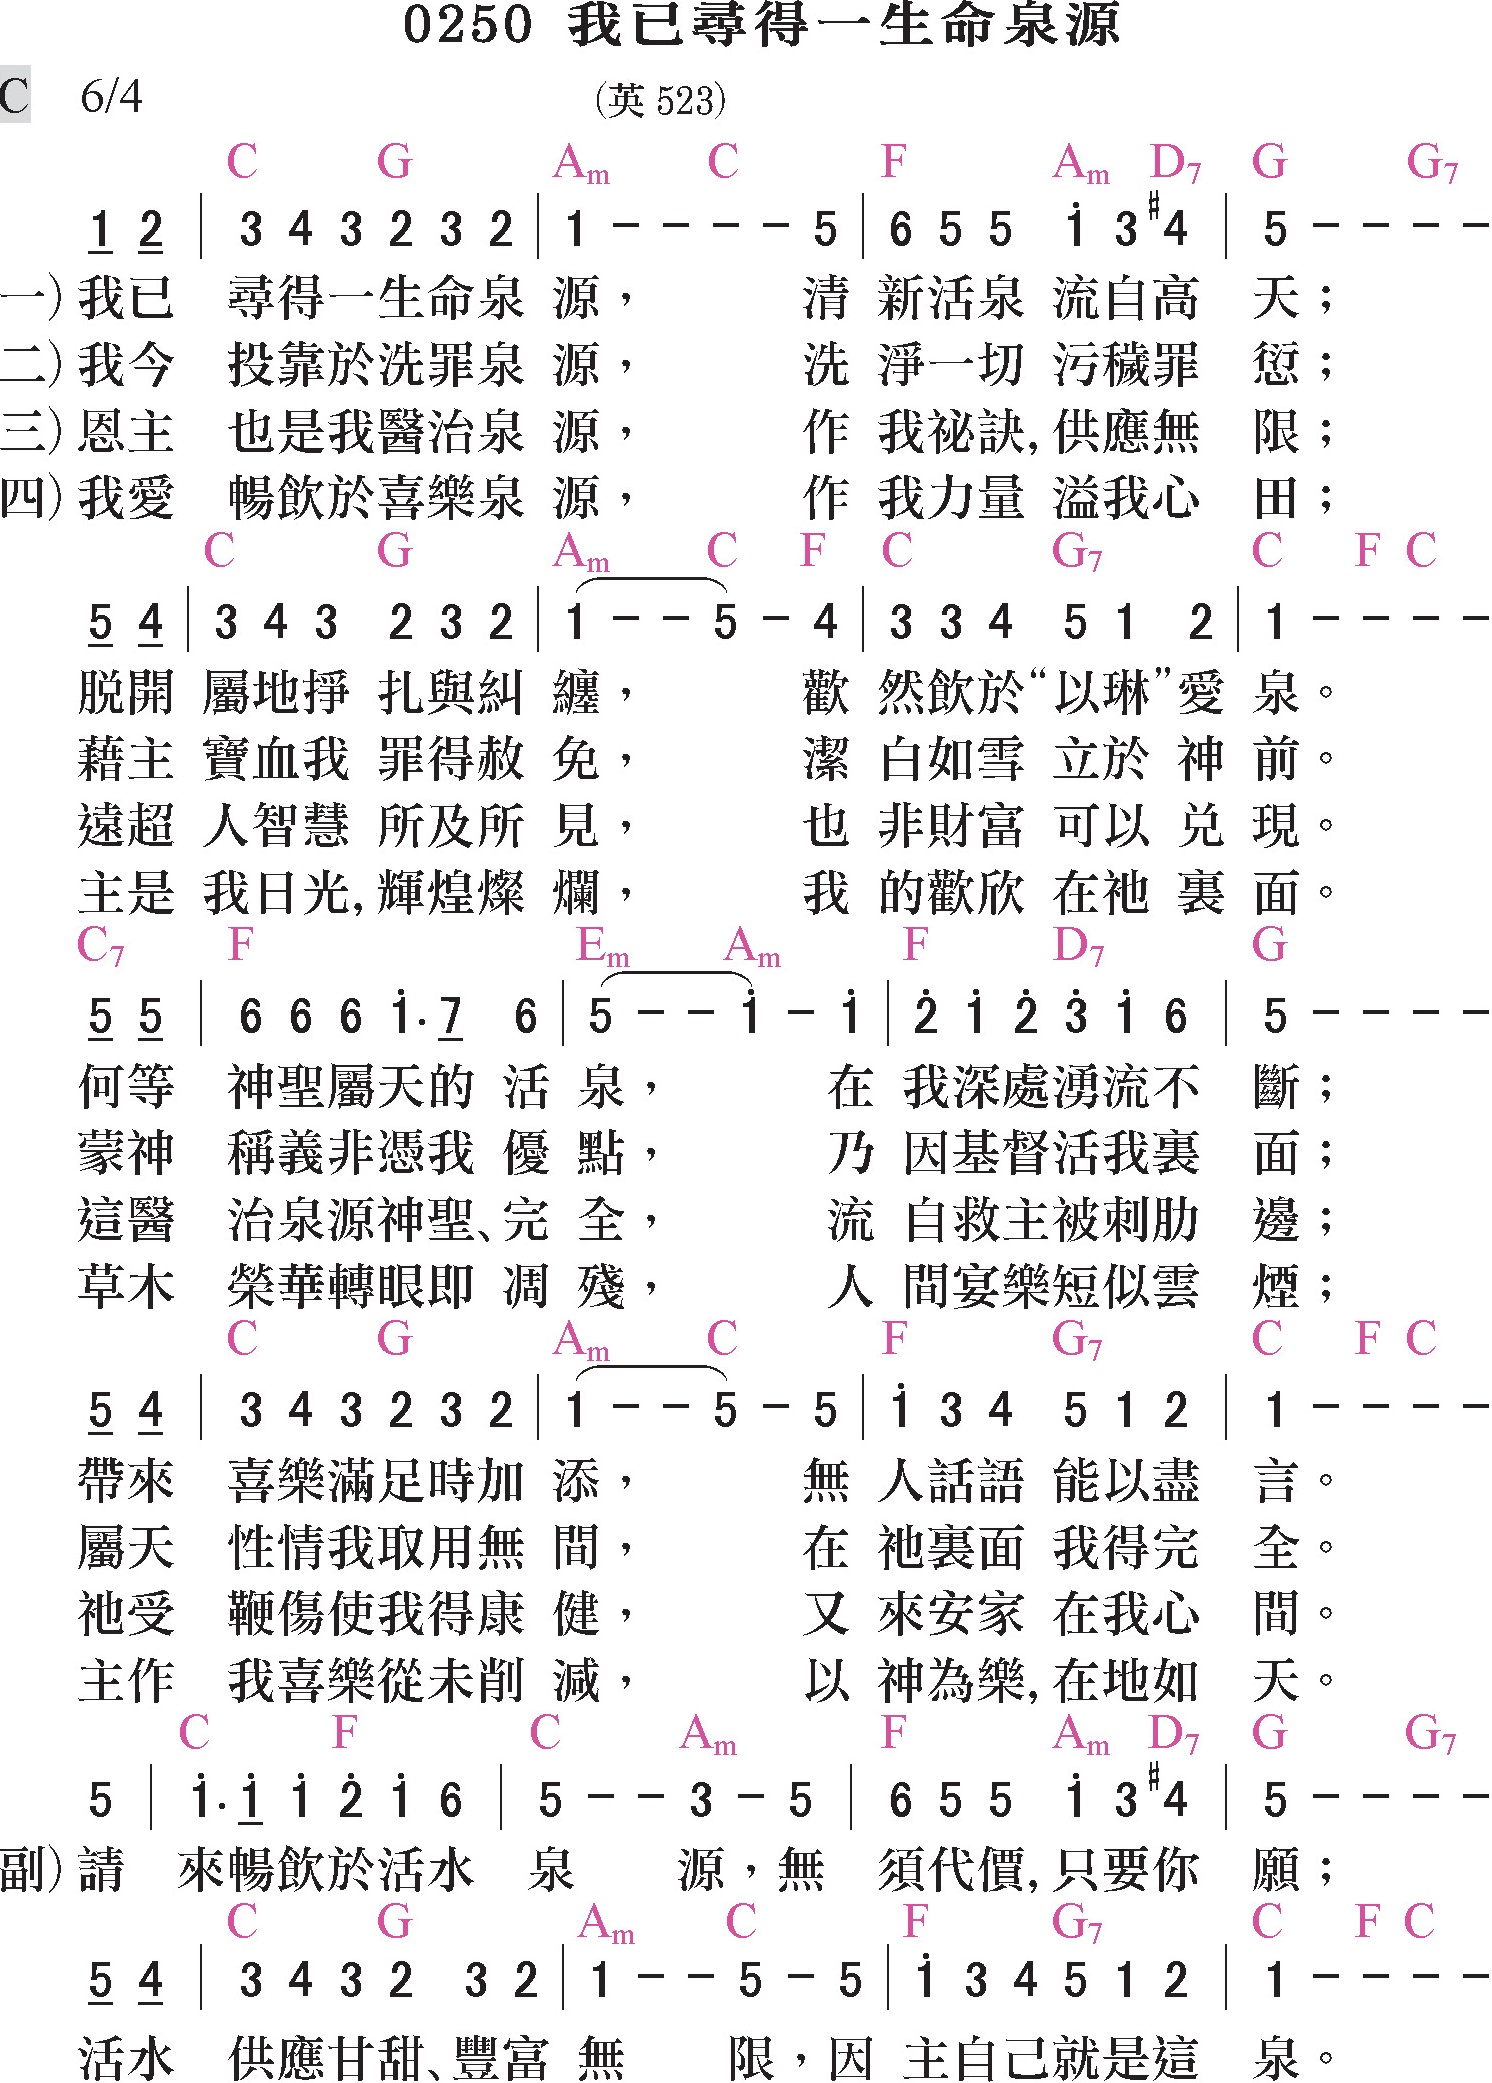 0250 我已尋得一生命泉源
C 6/4 (英 523)
C G Am C F Am D7 G G7
1 2 | 3 4 3 2 3 2 | 1 - - - - 5 | 6 5 5 i 3 #4 | 5 - - - -
一) 我已 尋得一生命泉 源， 清 新活泉 流自高 天；
二) 我今 投靠於洗罪泉 源， 洗 淨一切 污穢罪 愆；
三) 恩主 也是我醫治泉 源， 作 我祕訣, 供應無 限；
四) 我愛 暢飲於喜樂泉 源， 作 我力量 溢我心 田；
C G Am C F C G7 C F C
5 4 | 3 4 3 2 3 2 | 1 - - 5 - 4 | 3 3 4 5 1 2 | 1 - - - -
脱開 屬地掙 扎與糾 纏， 歡 然飲於“以琳”愛 泉。
藉主 寶血我 罪得赦 免， 潔 白如雪 立於 神 前。
遠超 人智慧 所及所 見， 也 非財富 可以 兑 現。
主是 我日光, 輝煌燦 爛， 我 的歡欣 在祂 裏 面。
C7 F Em Am F D7 G
5 5 | 6 6 6 i· 7 6 | 5 - - i - i | 2̇ i 2̇ 3̇ i 6 | 5 - - - -
何等 神聖屬天的 活 泉， 在 我深處湧流不 斷；
蒙神 稱義非憑我 優 點， 乃 因基督活我裏 面；
這醫 治泉源神聖、完 全， 流 自救主被刺肋 邊；
草木 榮華轉眼即 凋 殘， 人 間宴樂短似雲 煙；
C G Am C F G7 C F C
5 4 | 3 4 3 2 3 2 | 1 - - 5 - 5 | i 3 4 5 1 2 | 1 - - - -
帶來 喜樂滿足時加 添， 無 人話語 能以盡 言。
屬天 性情我取用無 間， 在 祂裏面 我得完 全。
祂受 鞭傷使我得康 健， 又 來安家 在我心 間。
主作 我喜樂從未削 減， 以 神為樂, 在地如 天。
C F C Am F Am D7 G G7
5 | i· i i 2̇ i 6 | 5 - - 3 - 5 | 6 5 5 i 3 #4 | 5 - - - -
副) 請 來暢飲於活水 泉 源，無 須代價, 只要你 願；
C G Am C F G7 C F C
5 4 | 3 4 3 2 3 2 | 1 - - 5 - 5 | i 3 4 5 1 2 | 1 - - - -
活水 供應甘甜、豐富 無 限，因 主自己就是這 泉。